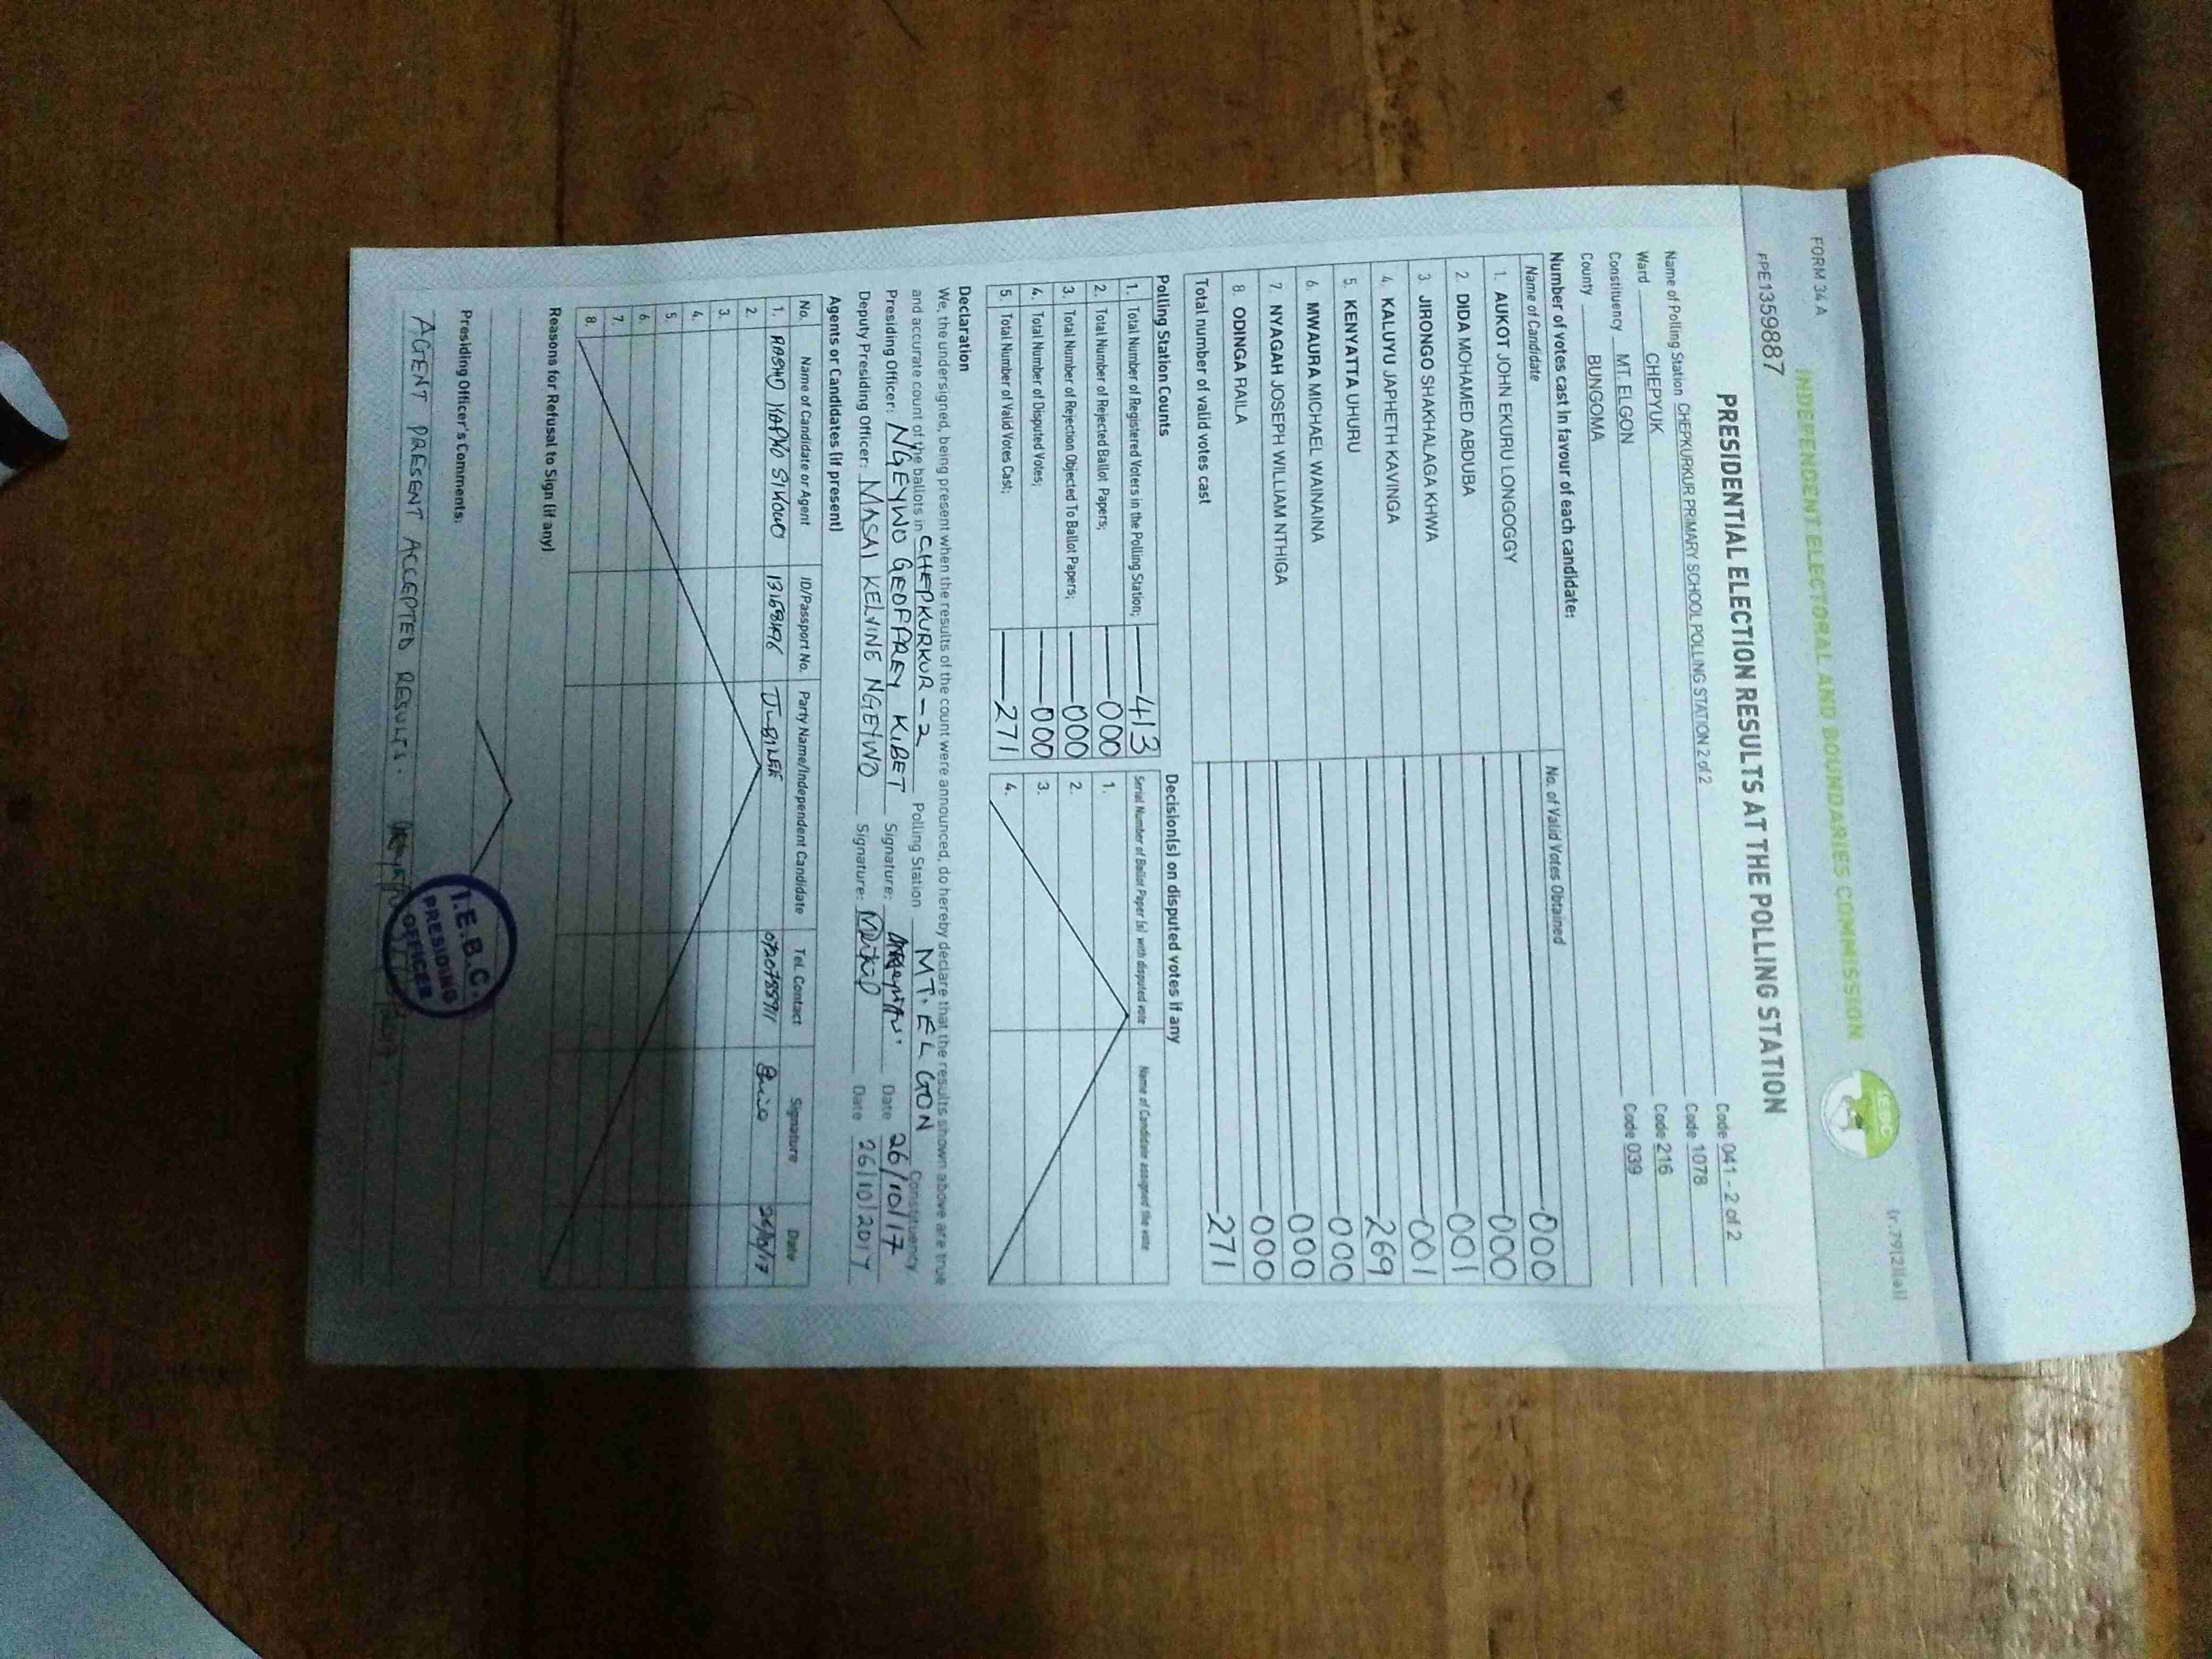 FORM 34 A
(r.79(2)(a))
INDEPENDENT ELECTORAL AND BOUNDARIES COMMISSION
IEBC
PPE1359887
PRESIDENTIAL ELECTION RESULTS AT THE POLLING STATION
Name of Polling Station CHEPKURKUR PRIMARY SCHOOL POLLING STATION 2 of 2 Code 041 - 2 of 2
Ward CHEPYUK Code 1078
Constituency MT. ELGON Code 216
County BUNGOMA Code 039
Number of votes cast in favour of each candidate:
Name of Candidate No. of Valid Votes Obtained
1. AUKOT JOHN EKURU LONGOGGY 000
2. DIDA MOHAMED ABDUBA 000
3. JIRONGO SHAKHALAGA KHWA 001
4. KALUYU JAPHETH KAVINGA 001
5. KENYATTA UHURU 269
6. MWAURA MICHAEL WAINAINA 000
7. NYAGAH JOSEPH WILLIAM NTHIGA 000
8. ODINGA RAILA 000
Total number of valid votes cast 271
Polling Station Counts
1. Total Number of Registered Voters in the Polling Station; 413
2. Total Number of Rejected Ballot Papers; 000
3. Total Number of Rejection Objected To Ballot Papers; 000
4. Total Number of Disputed Votes; 000
5. Total Number of Valid Votes Cast; 271
Decision(s) on disputed votes if any
Serial Number of Ballot Paper (s) with disputed vote Name of Candidate assigned the vote
1.
2.
3.
4.
Declaration
We, the undersigned, being present when the results of the count were announced, do hereby declare that the results shown above are true
and accurate count of the ballots in CHEPKURKUR - 2 Polling Station MT. ELGON Constituency
Presiding Officer: NGEYWO GEOFFREY KIBET Signature: Date 26/10/17
Deputy Presiding Officer: MASAI KELVINE NGEYWO Signature: Date 26/10/2017
Agents or Candidates (if present)
No. Name of Candidate or Agent ID/Passport No. Party Name/Independent Candidate Tel. Contact Signature Date
1. JUBILEE 26/10/17
2.
3.
4.
5.
6.
7.
8.
Reasons for Refusal to Sign (if any)
Presiding Officer's Comments:
AGENT PRESENT ACCEPTED RESULTS.
I.E.B.C.
PRESIDING
OFFICER